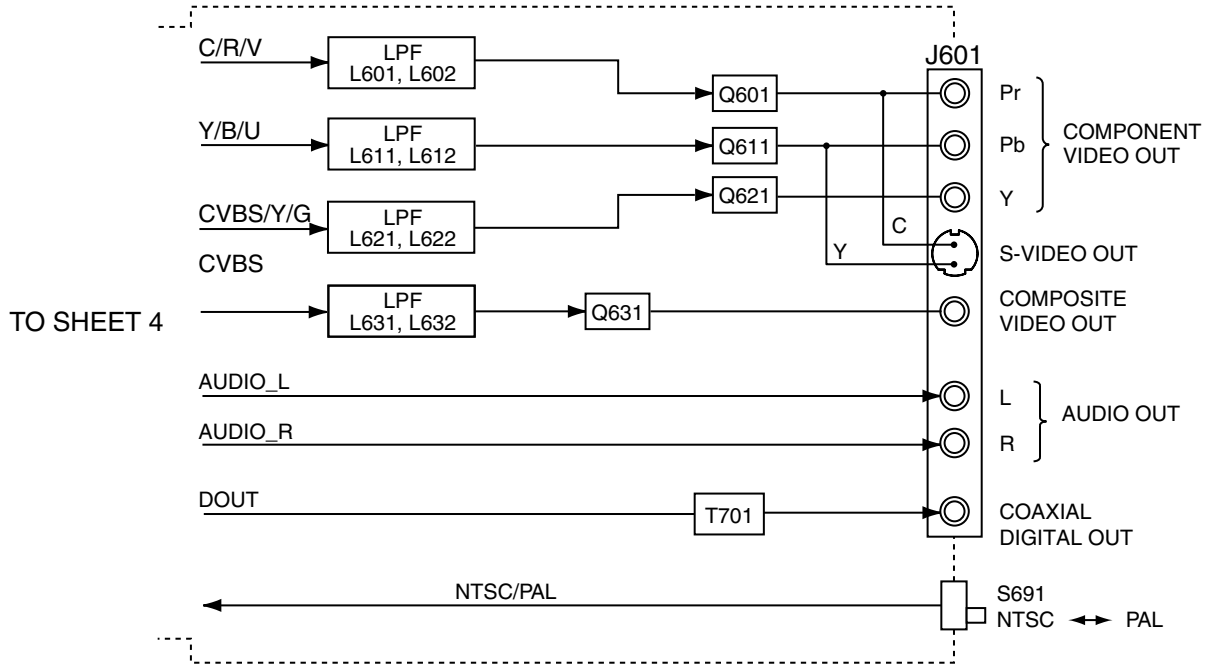 C/R/V
LPF
L601, L602
Q601
J601
Pr
Y/B/U
LPF
L611, L612
Q611
Pb
COMPONENT
VIDEO OUT
CVBS/Y/G
LPF
L621, L622
Q621
Y
C
Y
S-VIDEO OUT
CVBS
TO SHEET 4
LPF
L631, L632
Q631
COMPOSITE
VIDEO OUT
AUDIO_L
L
AUDIO OUT
AUDIO_R
R
DOUT
T701
COAXIAL
DIGITAL OUT
NTSC/PAL
S691
NTSC PAL